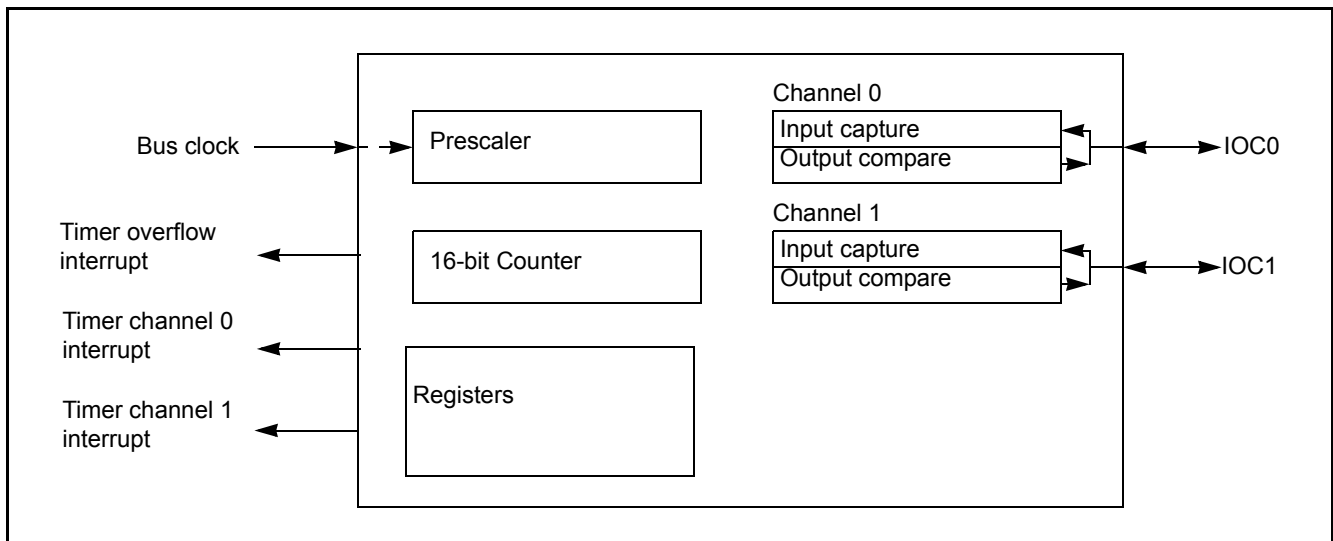 Channel 0
Bus clock
Prescaler
Input capture
Output compare
IOC0
Channel 1
Timer overflow
interrupt
16-bit Counter
Input capture
Output compare
IOC1
Timer channel 0
interrupt
Registers
Timer channel 1
interrupt